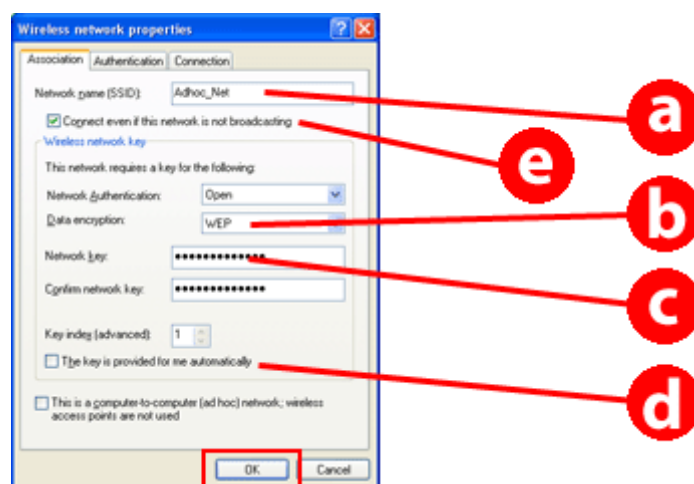 Wireless network properties
Association Authentication Connection
Network name (SSID): Adhoc_Net
a
Connect even if this network is not broadcasting
e
Wireless network key
This network requires a key for the following:
Network Authentication: Open
Data encryption: WEP
b
Network key: •••••••••••••
c
Confirm network key: •••••••••••••
Key index (advanced): 1
The key is provided for me automatically
d
This is a computer-to-computer (ad hoc) network; wireless
access points are not used
OK Cancel